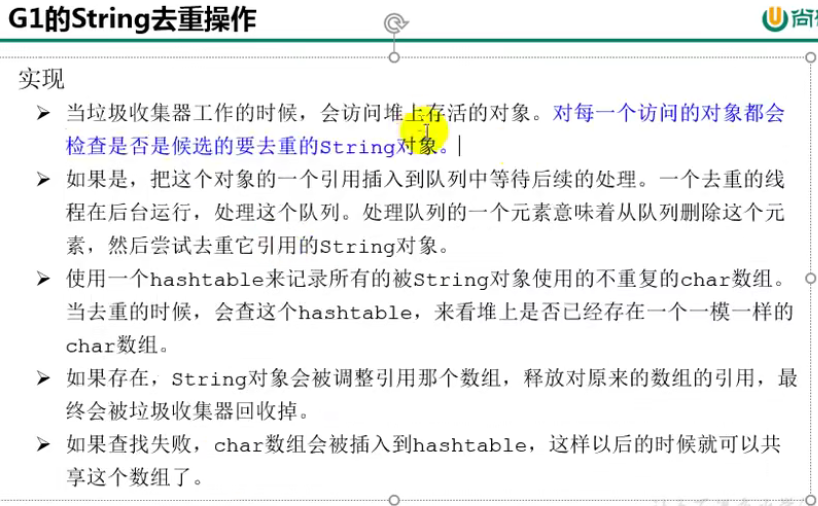 G1的String去重操作
尚
实现
➤ 当垃圾收集器工作的时候，会访问堆上存活的对象。对每一个访问的对象都会
检查是否是候选的要去重的String对象。
➤ 如果是，把这个对象的一个引用插入到队列中等待后续的处理。一个去重的线
程在后台运行，处理这个队列。处理队列的一个元素意味着从队列删除这个元
素，然后尝试去重它引用的String对象。
➤ 使用一个hashtable来记录所有的被String对象使用的不重复的char数组。
当去重的时候，会查这个hashtable，来看堆上是否已经存在一个一模一样的
char数组。
➤ 如果存在，String对象会被调整引用那个数组，释放对原来的数组的引用，最
终会被垃圾收集器回收掉。
➤ 如果查找失败，char数组会被插入到hashtable，这样以后的时候就可以共
享这个数组了。